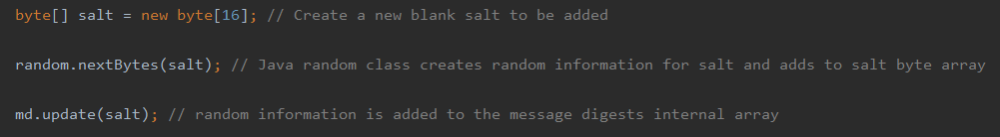 byte[] salt = new byte[16]; // Create a new blank salt to be added
random.nextBytes(salt); // Java random class creates random information for salt and adds to salt byte array
md.update(salt); // random information is added to the message digests internal array